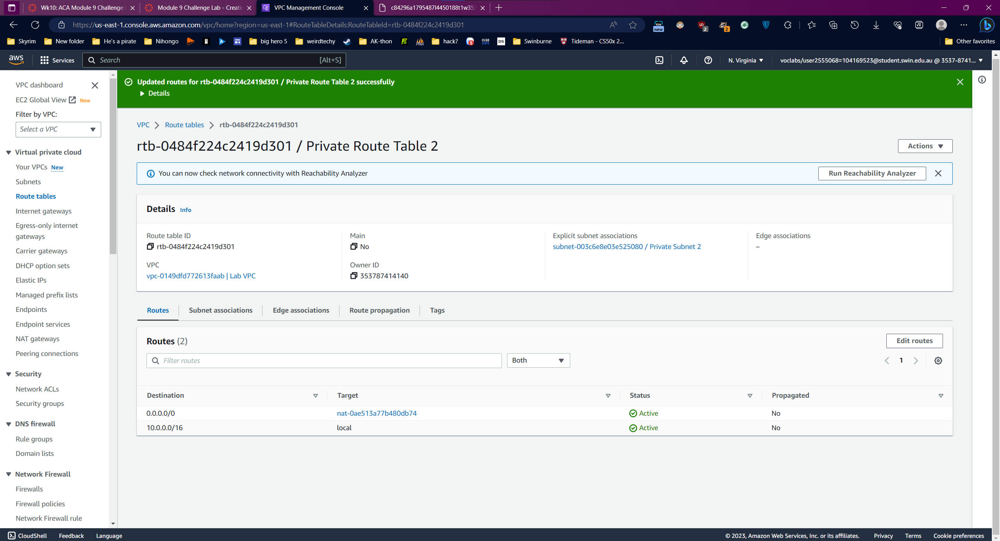 Wk10: ACA Module 9 Challenge
Module 9 Challenge Lab - Creatin
VPC Management Console
c84296a1795487l4450188t1w353
https://us-east-1.console.aws.amazon.com/vpc/home?region=us-east-1#RouteTableDetails:RouteTableId=rtb-0484f224c2419d301
new
2
2
Skyrim
New folder
He's a pirate
Nihongo
big hero 5
weirdtechy
AK-thon
hack?
DS
Swinburne
Tideman - CS50x 2...
Other favorites
aws
Services
Search
[Alt+S]
N. Virginia
voclabs/user2555068=104169523@student.swin.edu.au @ 3537-8741...
VPC dashboard
EC2 Global View New
Filter by VPC:
Select a VPC
Virtual private cloud
Your VPCs New
Subnets
Route tables
Internet gateways
Egress-only internet
gateways
Carrier gateways
DHCP option sets
Elastic IPs
Managed prefix lists
Endpoints
Endpoint services
NAT gateways
Peering connections
Security
Network ACLs
Security groups
DNS firewall
Rule groups
Domain lists
Network Firewall
Firewalls
Firewall policies
Network Firewall rule
Updated routes for rtb-0484f224c2419d301 / Private Route Table 2 successfully
Details
VPC
Route tables
rtb-0484f224c2419d301
rtb-0484f224c2419d301 / Private Route Table 2
Actions
You can now check network connectivity with Reachability Analyzer
Run Reachability Analyzer
Details Info
Route table ID
rtb-0484f224c2419d301
Main
No
Explicit subnet associations
subnet-003c6e8e03e525080 / Private Subnet 2
Edge associations
–
VPC
vpc-0149dfd772613faab | Lab VPC
Owner ID
353787414140
Routes
Subnet associations
Edge associations
Route propagation
Tags
Routes (2)
Edit routes
Filter routes
Both
1
Destination
Target
Status
Propagated
0.0.0.0/0
nat-0ae513a77b480db74
Active
No
10.0.0.0/16
local
Active
No
CloudShell
Feedback
Language
© 2023, Amazon Web Services, Inc. or its affiliates.
Privacy
Terms
Cookie preferences